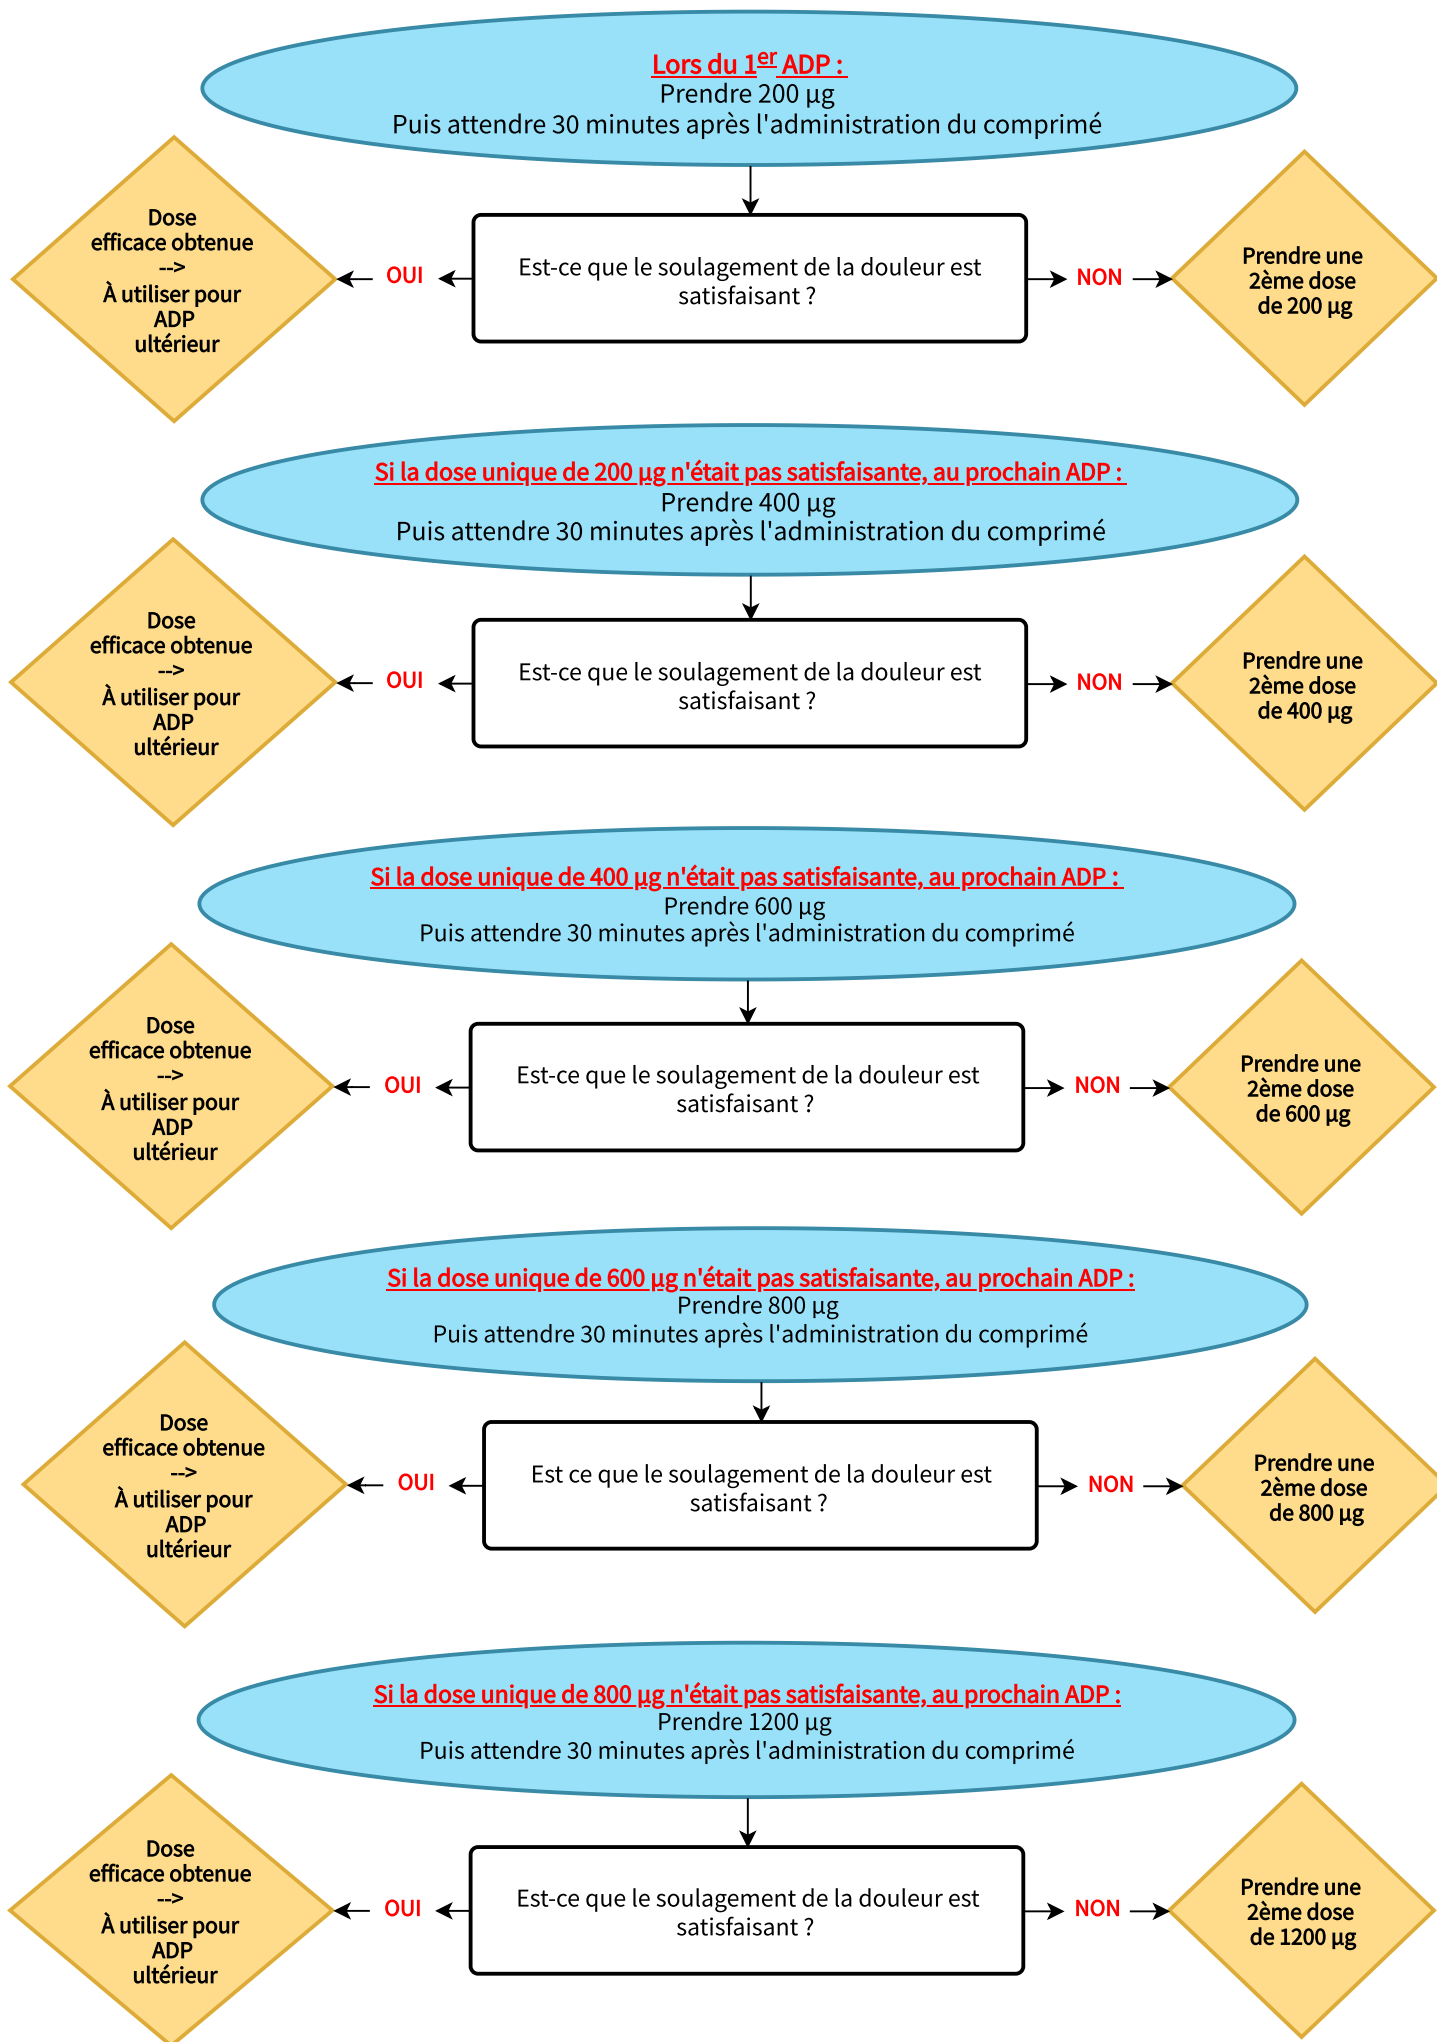 Lors du 1er ADP :
Prendre 200 µg
Puis attendre 30 minutes après l'administration du comprimé
Dose
efficace obtenue
-->
À utiliser pour
ADP
ultérieur
OUI
Est-ce que le soulagement de la douleur est
satisfaisant ?
NON
Prendre une
2ème dose
de 200 µg
Si la dose unique de 200 µg n'était pas satisfaisante, au prochain ADP :
Prendre 400 µg
Puis attendre 30 minutes après l'administration du comprimé
Dose
efficace obtenue
-->
À utiliser pour
ADP
ultérieur
OUI
Est-ce que le soulagement de la douleur est
satisfaisant ?
NON
Prendre une
2ème dose
de 400 µg
Si la dose unique de 400 µg n'était pas satisfaisante, au prochain ADP :
Prendre 600 µg
Puis attendre 30 minutes après l'administration du comprimé
Dose
efficace obtenue
-->
À utiliser pour
ADP
ultérieur
OUI
Est-ce que le soulagement de la douleur est
satisfaisant ?
NON
Prendre une
2ème dose
de 600 µg
Si la dose unique de 600 µg n'était pas satisfaisante, au prochain ADP :
Prendre 800 µg
Puis attendre 30 minutes après l'administration du comprimé
Dose
efficace obtenue
-->
À utiliser pour
ADP
ultérieur
OUI
Est ce que le soulagement de la douleur est
satisfaisant ?
NON
Prendre une
2ème dose
de 800 µg
Si la dose unique de 800 µg n'était pas satisfaisante, au prochain ADP :
Prendre 1200 µg
Puis attendre 30 minutes après l'administration du comprimé
Dose
efficace obtenue
-->
À utiliser pour
ADP
ultérieur
OUI
Est-ce que le soulagement de la douleur est
satisfaisant ?
NON
Prendre une
2ème dose
de 1200 µg